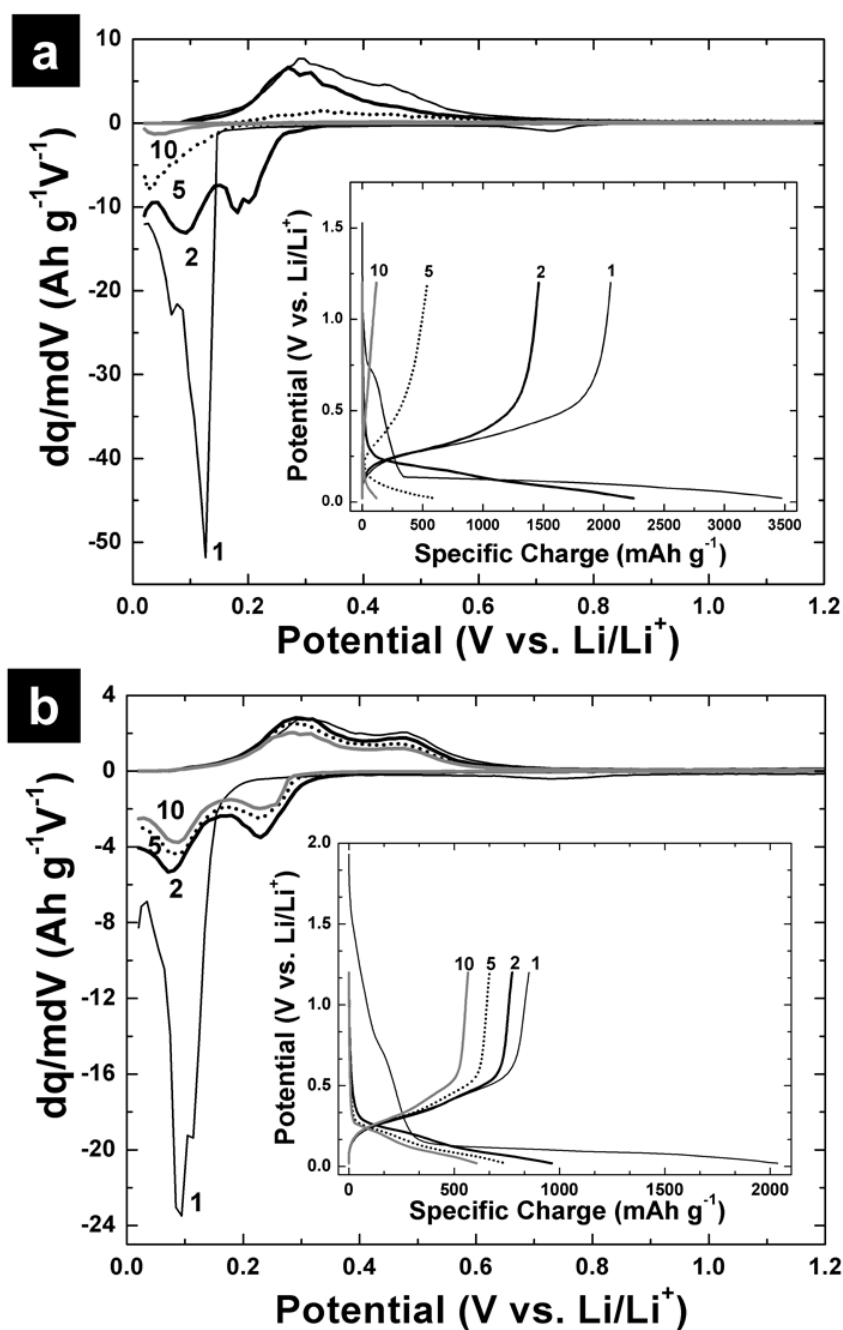 a
10
0
-10
-20
-30
-40
-50
dq/mdV (Ah g⁻¹V⁻¹)
10
5
2
1
1.5
1.0
0.5
0.0
Potential (V vs. Li/Li⁺)
10
5
2
1
0 500 1000 1500 2000 2500 3000 3500
Specific Charge (mAh g⁻¹)
0.0 0.2 0.4 0.6 0.8 1.0 1.2
Potential (V vs. Li/Li⁺)
b
4
0
-4
-8
-12
-16
-20
-24
dq/mdV (Ah g⁻¹V⁻¹)
10
5
2
1
2.0
1.5
1.0
0.5
0.0
Potential (V vs. Li/Li⁺)
10
5
2
1
0 500 1000 1500 2000
Specific Charge (mAh g⁻¹)
0.0 0.2 0.4 0.6 0.8 1.0 1.2
Potential (V vs. Li/Li⁺)